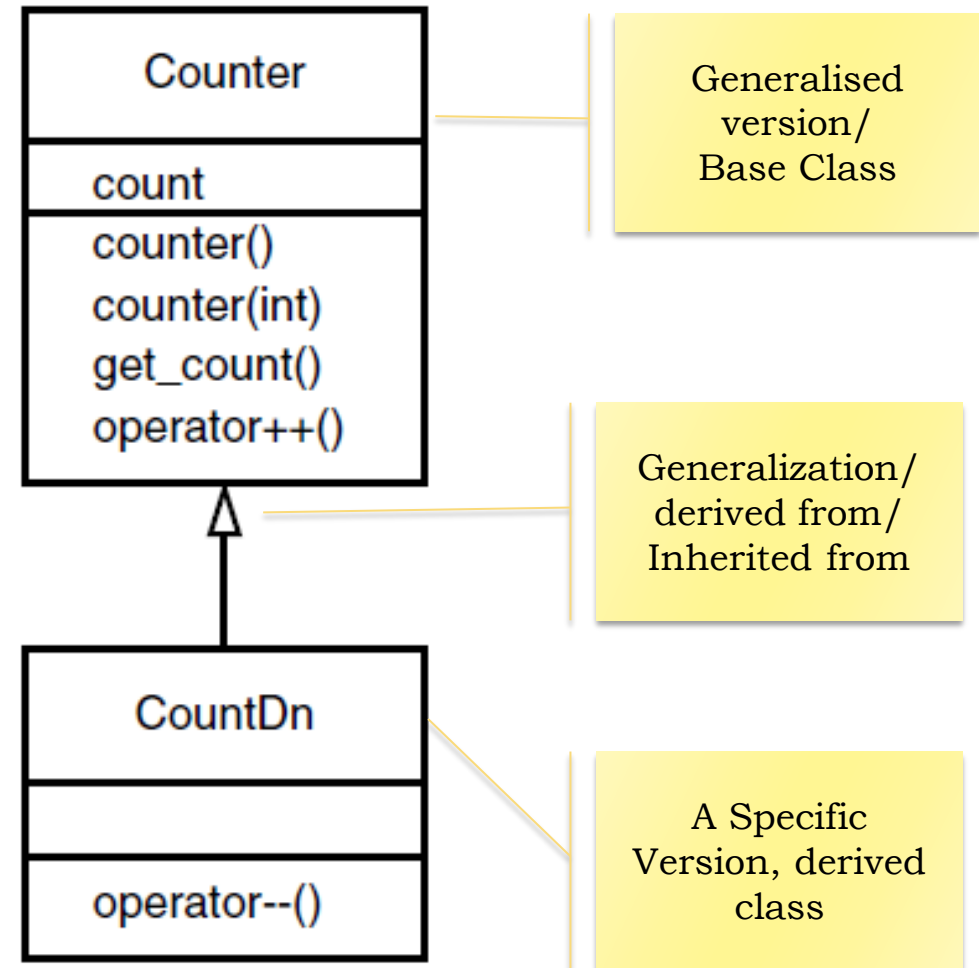 Counter
count
counter()
counter(int)
get_count()
operator++()
Generalised
version/
Base Class
Generalization/
derived from/
Inherited from
CountDn
operator--()
A Specific
Version, derived
class